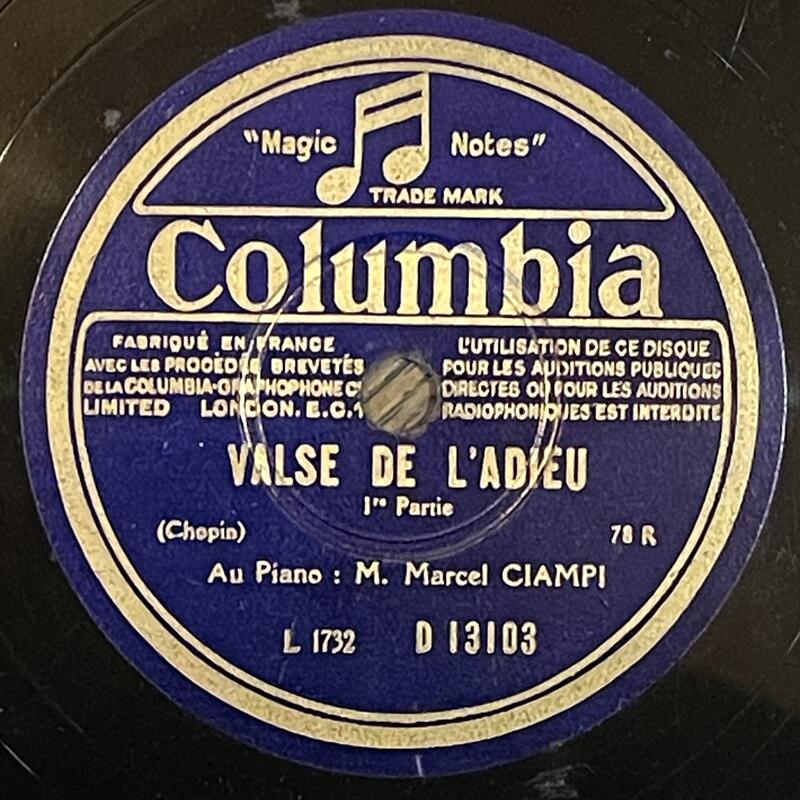 "Magic Notes"
TRADE MARK
Columbia
FABRIQUÉ EN FRANCE
AVEC LES PROCÉDÉS BREVETÉS
DE LA COLUMBIA-GRAPHOPHONE Cº
LIMITED LONDON. E.C.1
L'UTILISATION DE CE DISQUE
POUR LES AUDITIONS PUBLIQUES
DIRECTES OU POUR LES AUDITIONS
RADIOPHONIQUES EST INTERDITE
VALSE DE L'ADIEU
1re Partie
(Chopin) 78 R
Au Piano : M. Marcel CIAMPI
L 1732 D 13103